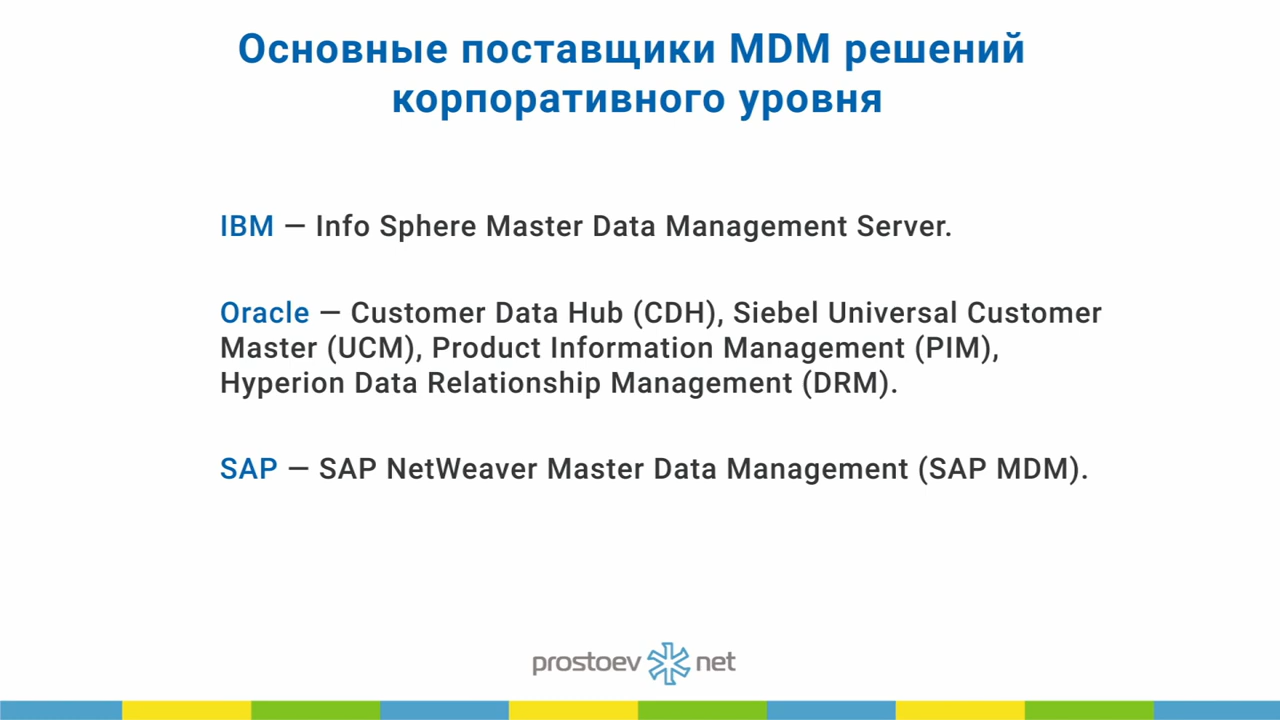 Основные поставщики MDM решений
корпоративного уровня
IBM — Info Sphere Master Data Management Server.
Oracle — Customer Data Hub (CDH), Siebel Universal Customer
Master (UCM), Product Information Management (PIM),
Hyperion Data Relationship Management (DRM).
SAP — SAP NetWeaver Master Data Management (SAP MDM).
prostoev net